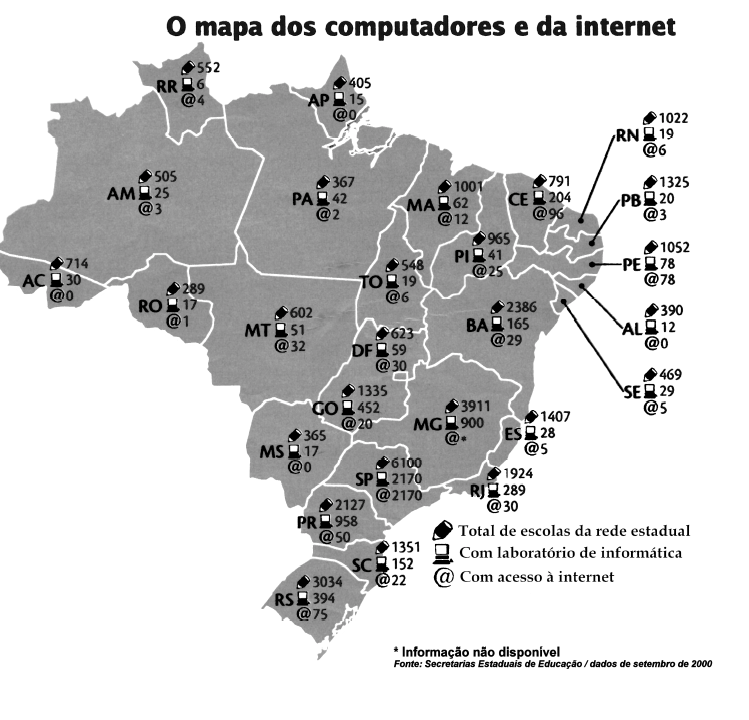 O mapa dos computadores e da internet
RR
552
6
@4
AP
405
15
@0
RN
1022
19
@6
AM
505
25
@3
PA
367
42
@2
MA
1001
62
@12
CE
791
204
@96
PB
1325
20
@3
PI
965
41
@25
PE
1052
78
@78
AC
714
30
@0
RO
289
17
@1
TO
548
19
@6
MT
602
51
@32
BA
2386
165
@29
AL
390
12
@0
DF
623
59
@30
SE
469
29
@5
GO
1335
452
@20
MG
3911
900
@*
ES
1407
28
@5
MS
365
17
@0
SP
6100
2170
@2170
RJ
1924
289
@30
PR
2127
958
@50
SC
1351
152
@22
RS
3034
394
@75
Total de escolas da rede estadual
Com laboratório de informática
@ Com acesso à internet
* Informação não disponível
Fonte: Secretarias Estaduais de Educação / dados de setembro de 2000